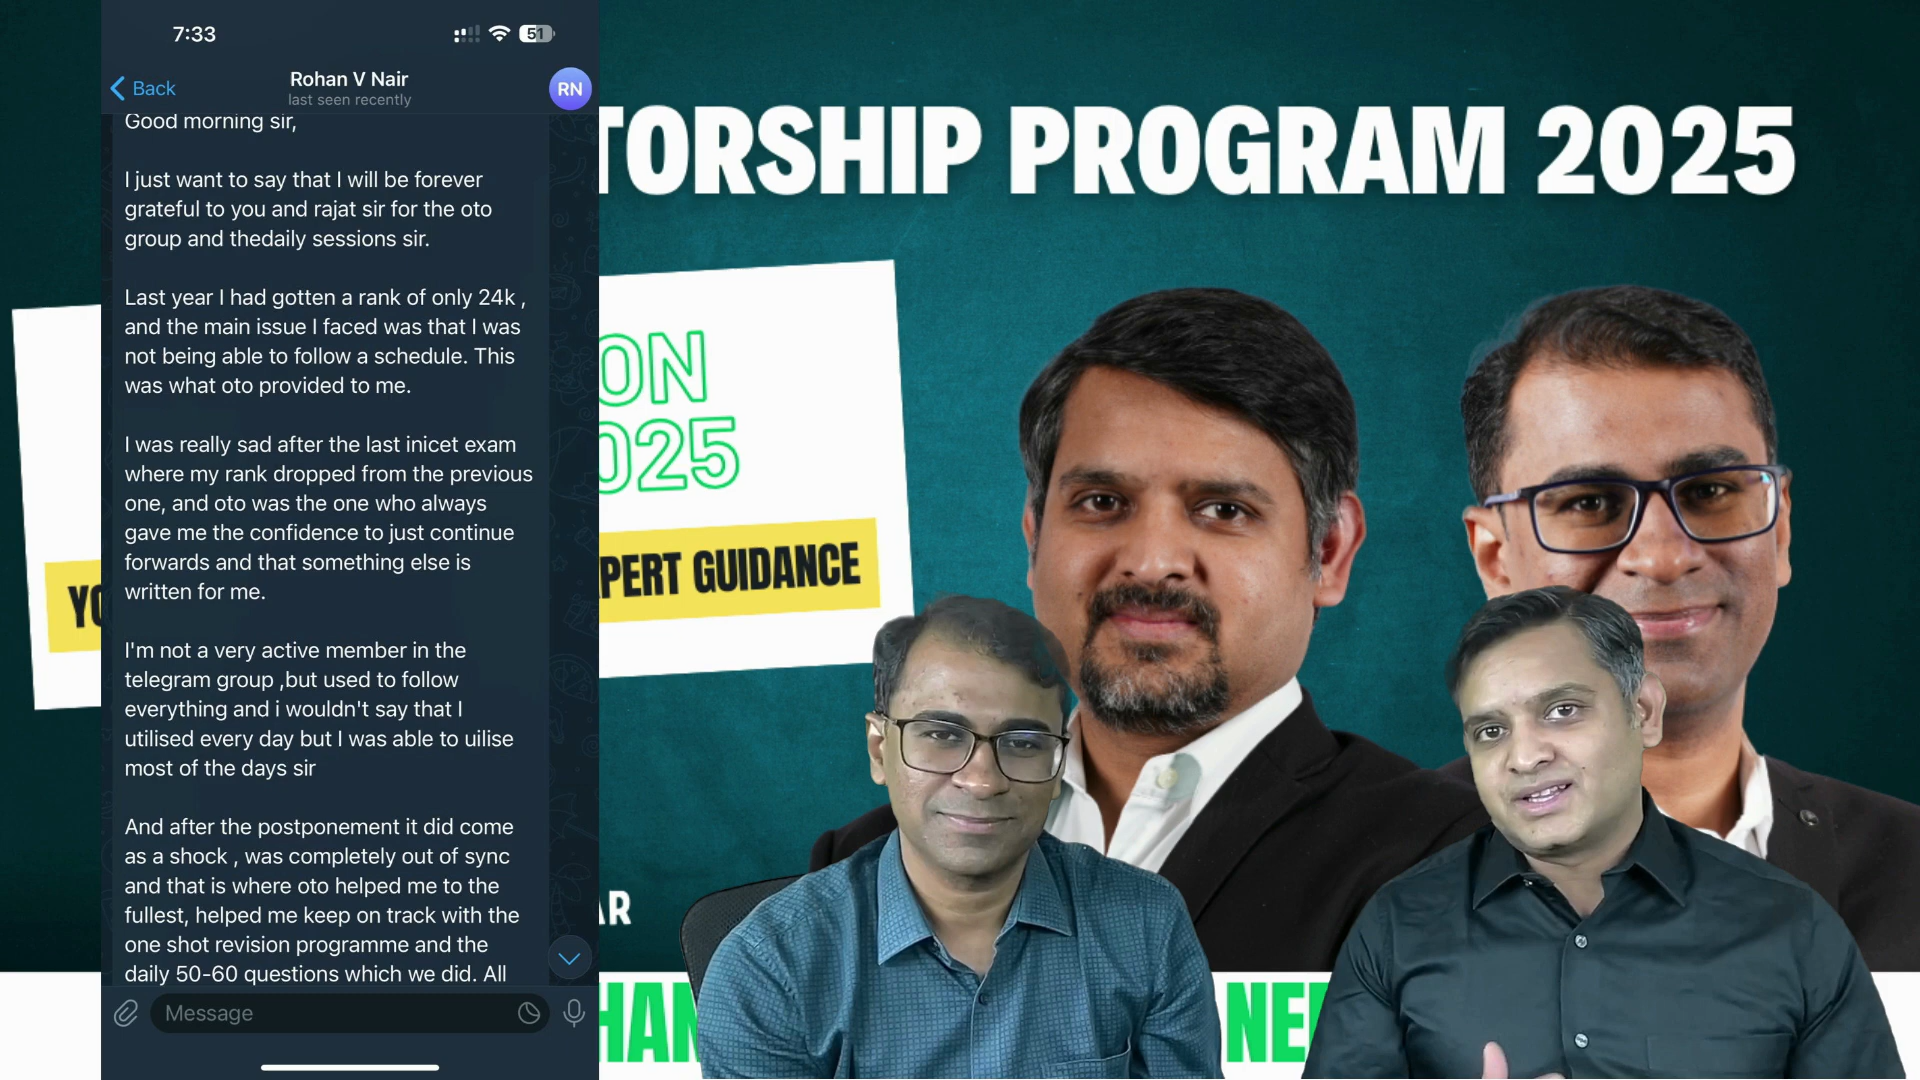 7:33
51
Back
Rohan V Nair
last seen recently
RN
Good morning sir,
I just want to say that I will be forever
grateful to you and rajat sir for the oto
group and thedaily sessions sir.
Last year I had gotten a rank of only 24k ,
and the main issue I faced was that I was
not being able to follow a schedule. This
was what oto provided to me.
I was really sad after the last inicet exam
where my rank dropped from the previous
one, and oto was the one who always
gave me the confidence to just continue
forwards and that something else is
written for me.
I'm not a very active member in the
telegram group ,but used to follow
everything and i wouldn't say that I
utilised every day but I was able to uilise
most of the days sir
And after the postponement it did come
as a shock , was completely out of sync
and that is where oto helped me to the
fullest, helped me keep on track with the
one shot revision programme and the
daily 50-60 questions which we did. All
Message
TORSHIP PROGRAM 2025
ON
025
YO
PERT GUIDANCE
AR
HAN
NE